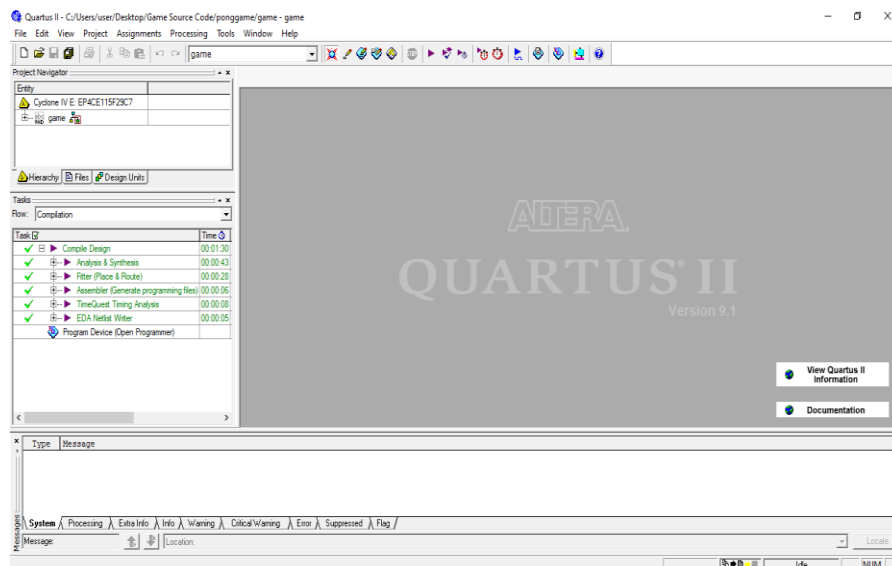 Quartus II - C:/Users/user/Desktop/Game Source Code/ponggame/game - game
File Edit View Project Assignments Processing Tools Window Help
game
Project Navigator
Entity
Cyclone IV E: EP4CE115F29C7
game
Hierarchy Files Design Units
Tasks
Flow: Compilation
Task Time
Compile Design 00:01:30
Analysis & Synthesis 00:00:43
Fitter (Place & Route) 00:00:28
Assembler (Generate programming files) 00:00:06
TimeQuest Timing Analysis 00:00:08
EDA Netlist Writer 00:00:05
Program Device (Open Programmer)
ALTERA
QUARTUS II
Version 9.1
View Quartus II
Information
Documentation
Type Message
System Processing Extra Info Info Warning Critical Warning Error Suppressed Flag
Messages
Message: Location: Locate
Idle NUM